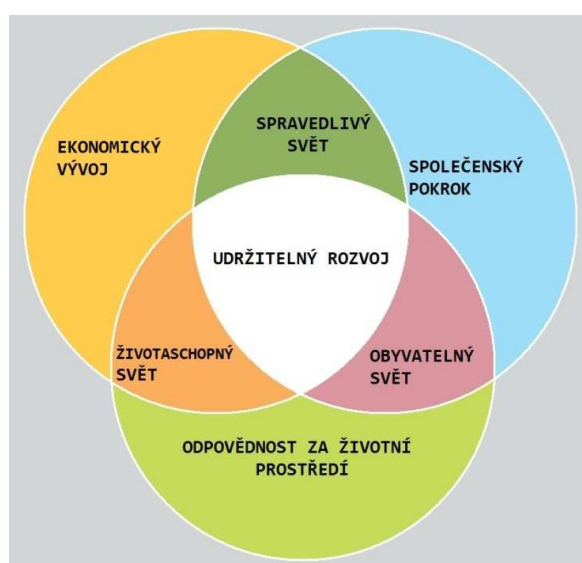 SPRAVEDLIVÝ
SVĚT
EKONOMICKÝ
VÝVOJ
SPOLEČENSKÝ
POKROK
UDRŽITELNÝ ROZVOJ
ŽIVOTASCHOPNÝ
SVĚT
OBYVATELNÝ
SVĚT
ODPOVĚDNOST ZA ŽIVOTNÍ
PROSTŘEDÍ